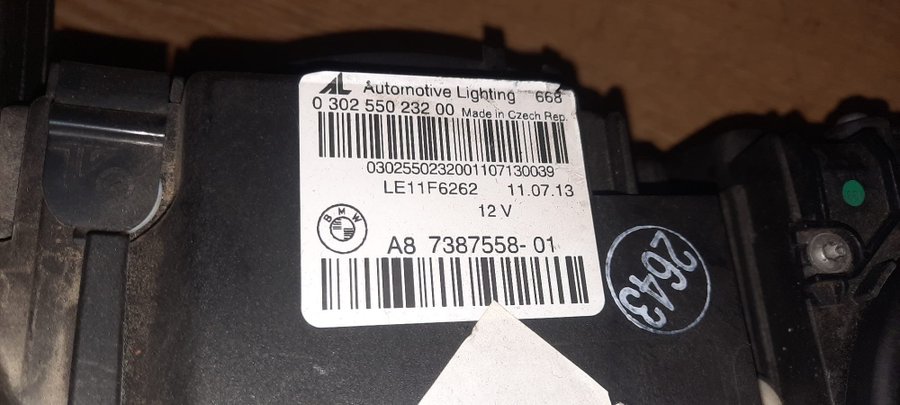 AL Automotive Lighting 668
0 302 550 232 00 Made in Czech Rep.
0302550232001107130039
LE11F6262 11.07.13
12 V
BMW
A8 7387558-01
2643